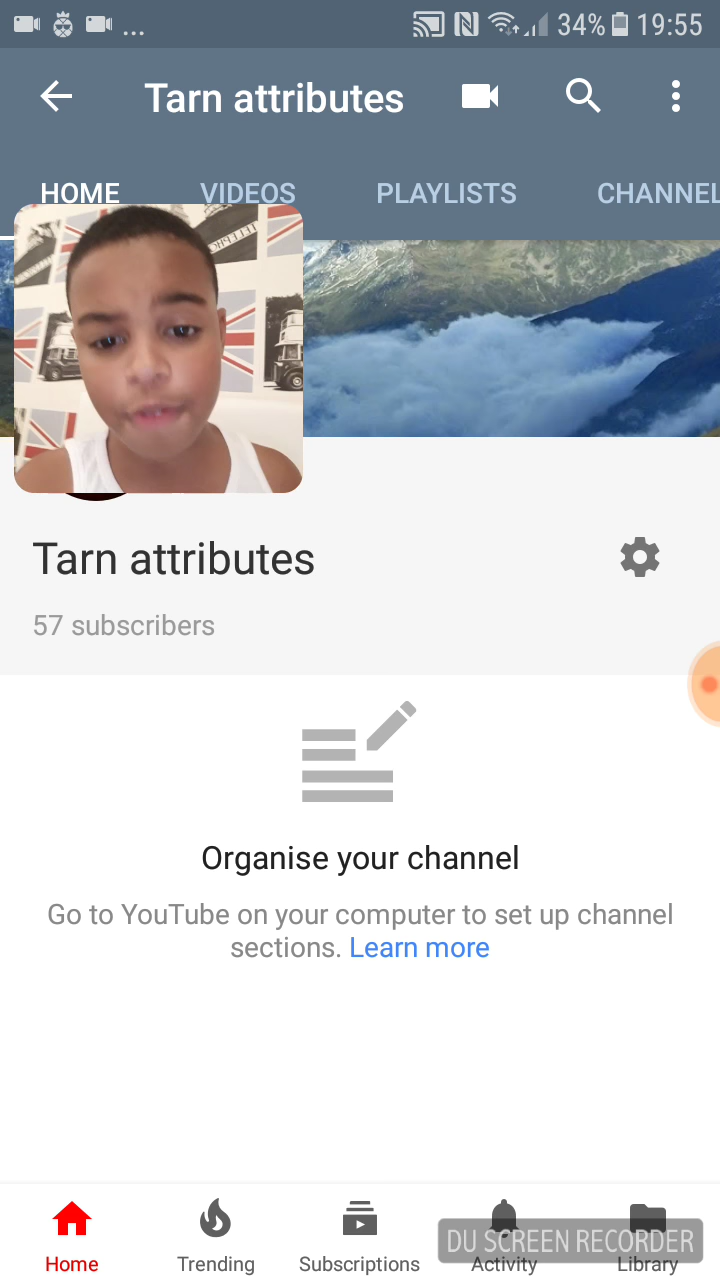 ... 34% 19:55
Tarn attributes
HOME VIDEOS PLAYLISTS CHANNEL
TELEPH
Tarn attributes
57 subscribers
Organise your channel
Go to YouTube on your computer to set up channel
sections. Learn more
DU SCREEN RECORDER
Home Trending Subscriptions Activity Library